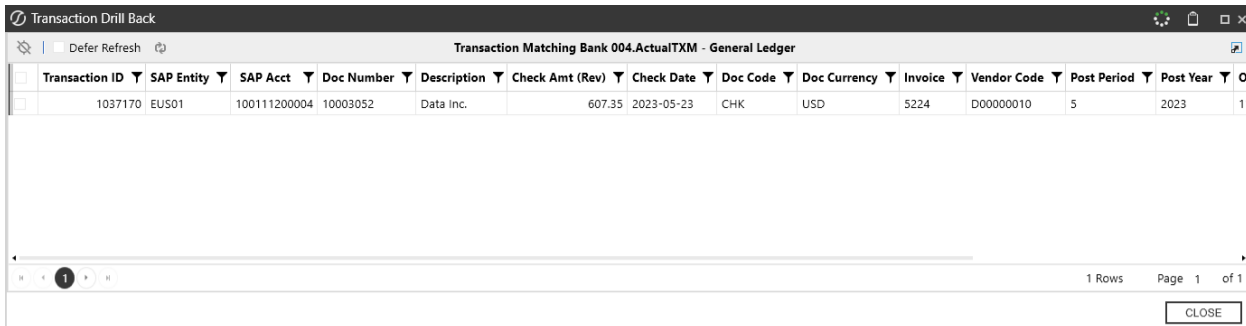 Transaction Drill Back
Defer Refresh
Transaction Matching Bank 004.ActualTXM - General Ledger
Transaction ID SAP Entity SAP Acct Doc Number Description Check Amt (Rev) Check Date Doc Code Doc Currency Invoice Vendor Code Post Period Post Year O
1037170 EUS01 100111200004 10003052 Data Inc. 607.35 2023-05-23 CHK USD 5224 D00000010 5 2023 1
1 1 Rows Page 1 of 1
CLOSE